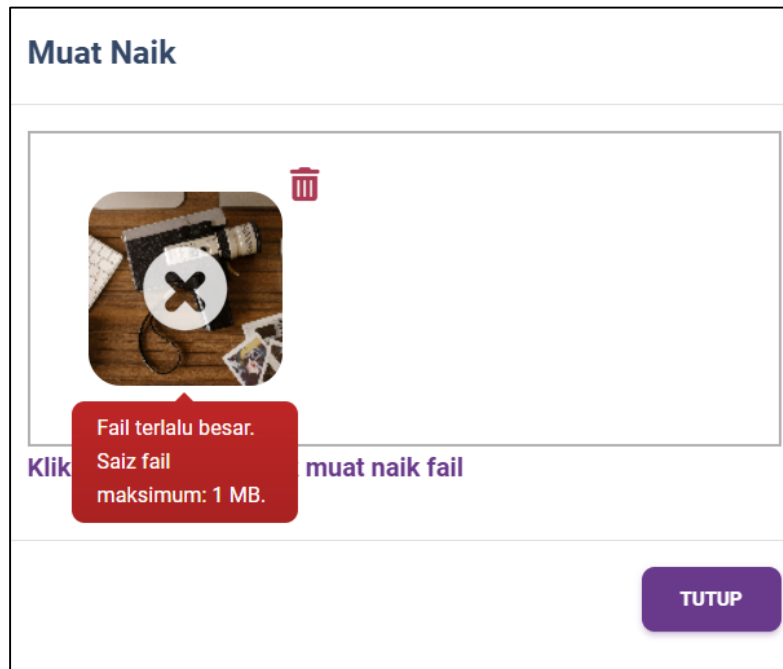 Muat Naik
Fail terlalu besar.
Saiz fail
maksimum: 1 MB.
Klik muat naik fail
TUTUP